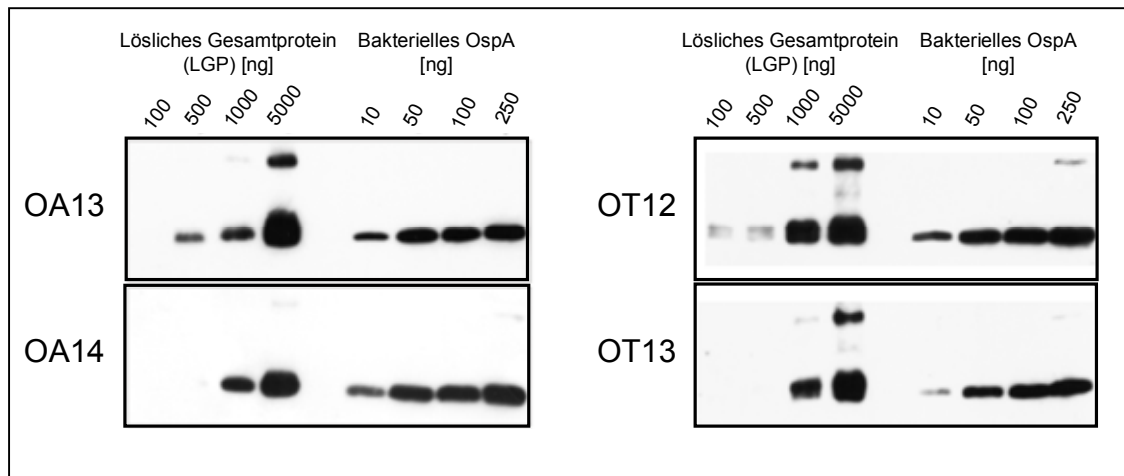 Lösliches Gesamtprotein
(LGP) [ng]
Bakterielles OspA
[ng]
100 500 1000 5000
10 50 100 250
OA13
OA14
Lösliches Gesamtprotein
(LGP) [ng]
Bakterielles OspA
[ng]
100 500 1000 5000
10 50 100 250
OT12
OT13